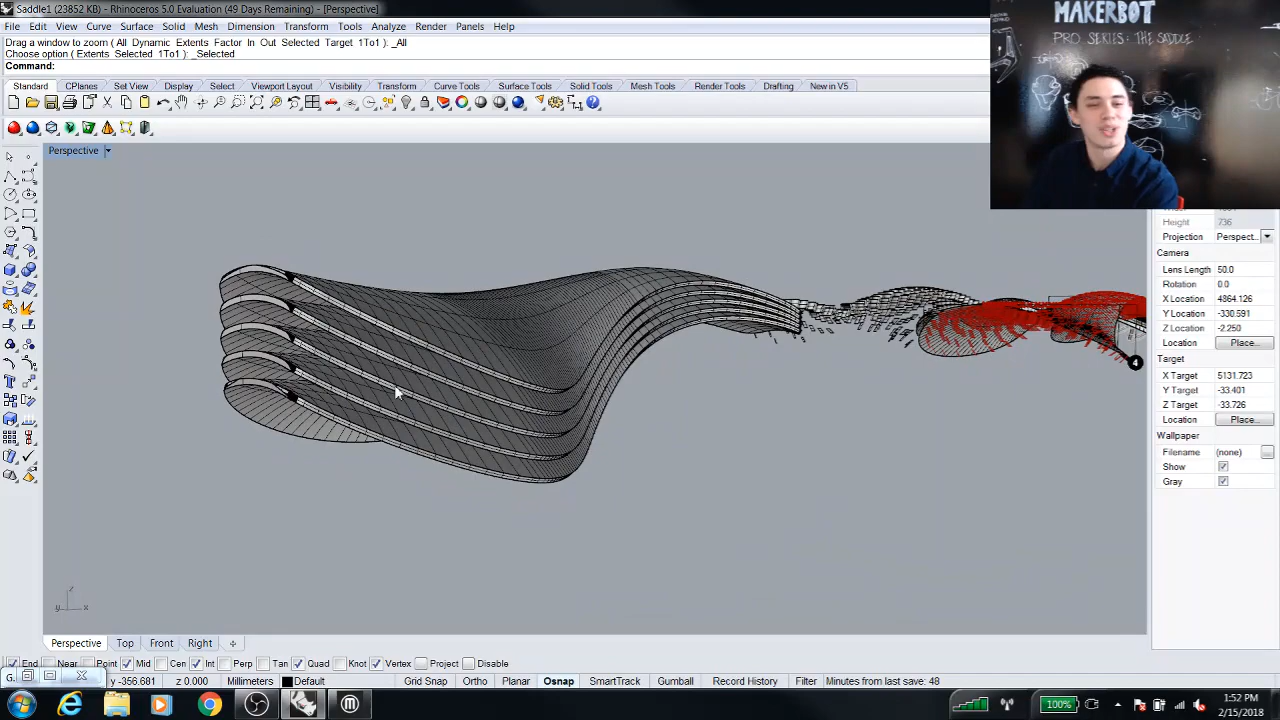 Saddle1 (23852 KB) - Rhinoceros 5.0 Evaluation (49 Days Remaining) - [Perspective]
File Edit View Curve Surface Solid Mesh Dimension Transform Tools Analyze Render Panels Help
Drag a window to zoom ( All Dynamic Extents Factor In Out Selected Target 1To1 ): _All
Choose option ( Extents Selected 1To1 ): _Selected
Command:
Standard CPlanes Set View Display Select Viewport Layout Visibility Transform Curve Tools Surface Tools Solid Tools Mesh Tools Render Tools Drafting New in V5
MAKERBOT
PRO SERIES: THE SADDLE
Perspective
Height 736
Projection Perspect...
Camera
Lens Length 50.0
Rotation 0.0
X Location 4864.126
Y Location -330.591
Z Location -2.250
Location Place...
Target
X Target 5131.723
Y Target -33.401
Z Target -33.726
Location Place...
Wallpaper
Filename (none)
Show
Gray
4
z
y x
Perspective Top Front Right
End Near Point Mid Cen Int Perp Tan Quad Knot Vertex Project Disable
G.. y -356.681 z 0.000 Millimeters Default Grid Snap Ortho Planar Osnap SmartTrack Gumball Record History Filter Minutes from last save: 48
100%
1:52 PM
2/15/2018